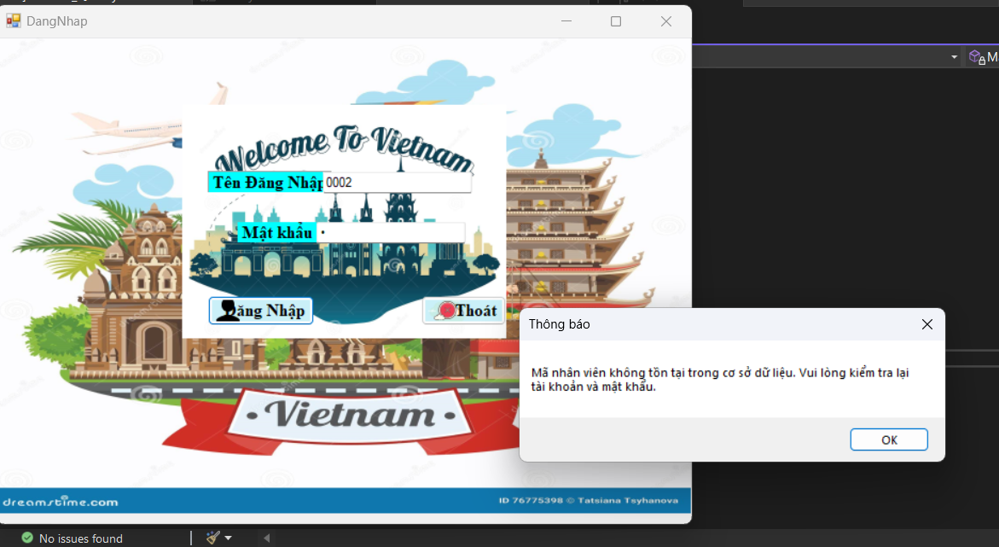 DangNhap
M
Welcome To Vietnam
Tên Đăng Nhập
0002
Mật khẩu
Đăng Nhập
Thoát
Thông báo
Mã nhân viên không tồn tại trong cơ sở dữ liệu. Vui lòng kiểm tra lại
tài khoản và mật khẩu.
OK
• Vietnam •
dreamstime.com
ID 76775398 © Tatsiana Tsyhanova
No issues found